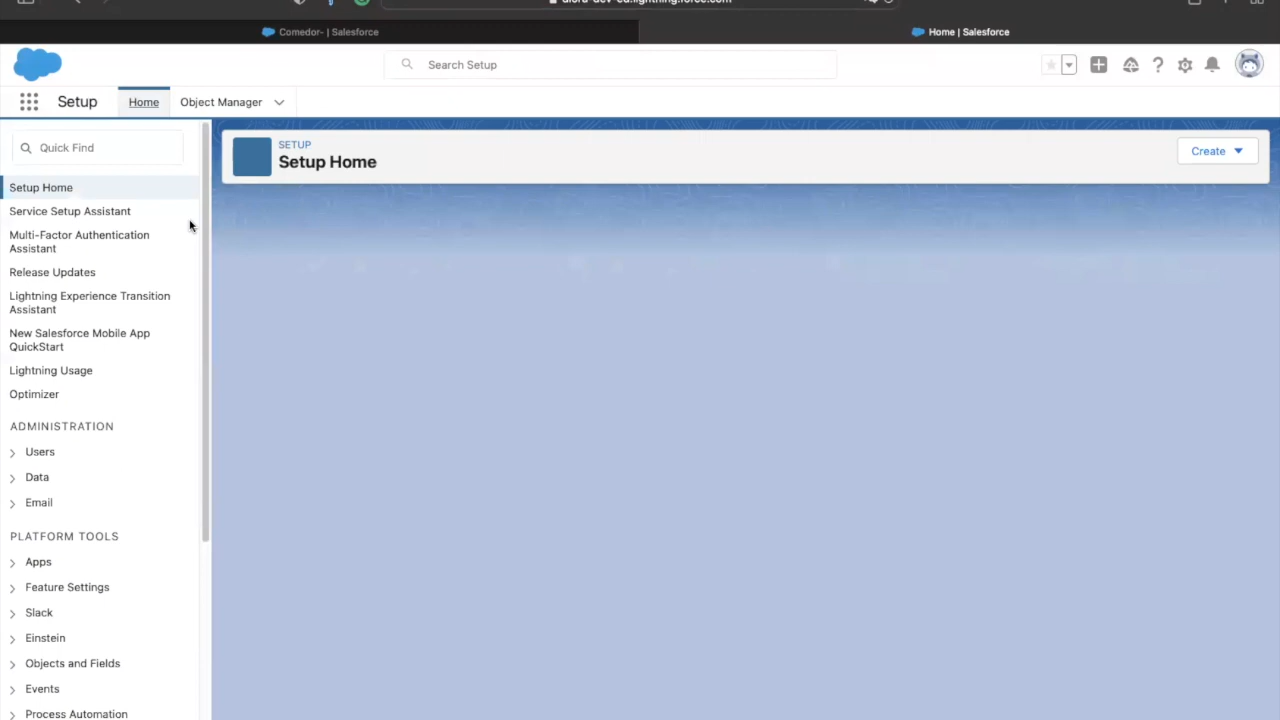 Comedor- | Salesforce
Home | Salesforce
Search Setup
Setup
Home
Object Manager
Quick Find
SETUP
Setup Home
Create
Setup Home
Service Setup Assistant
Multi-Factor Authentication
Assistant
Release Updates
Lightning Experience Transition
Assistant
New Salesforce Mobile App
QuickStart
Lightning Usage
Optimizer
ADMINISTRATION
Users
Data
Email
PLATFORM TOOLS
Apps
Feature Settings
Slack
Einstein
Objects and Fields
Events
Process Automation